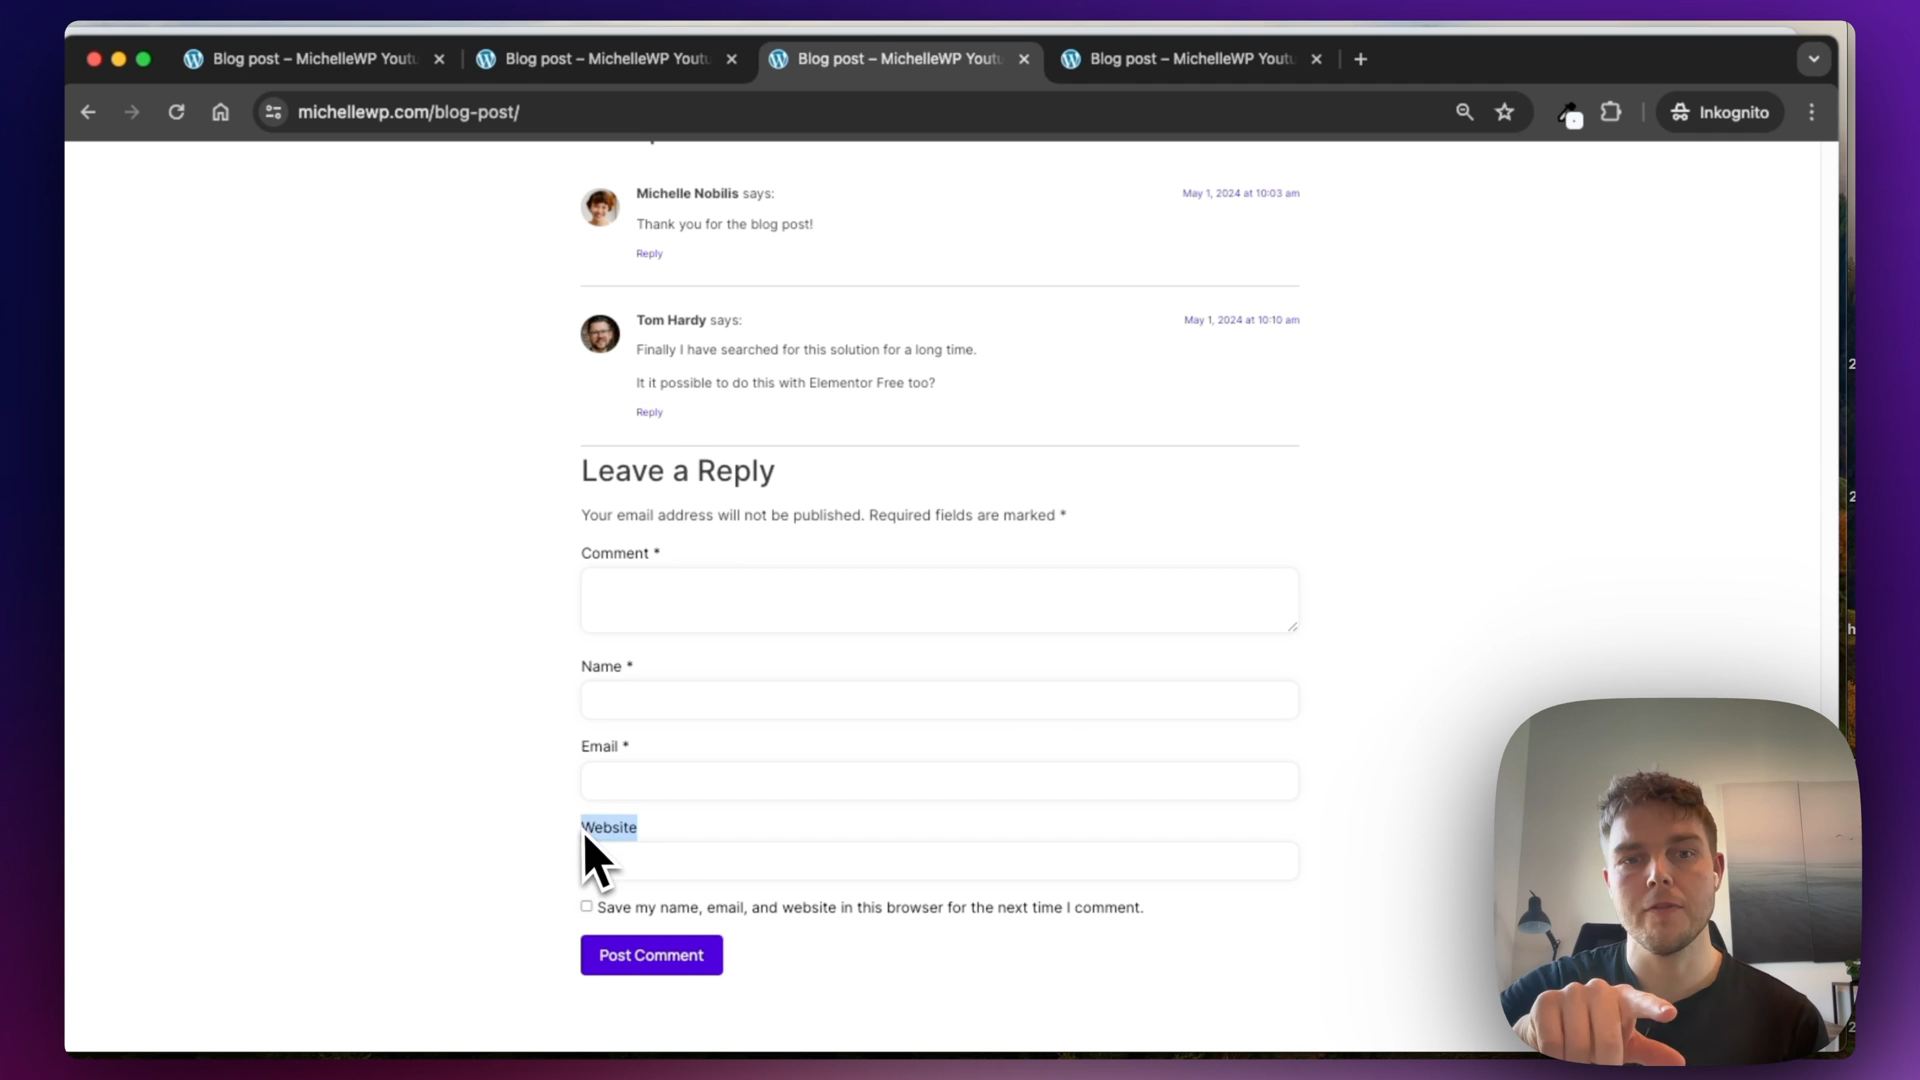 Blog post – MichelleWP Youtu
Blog post – MichelleWP Youtu
Blog post – MichelleWP Youtu
Blog post – MichelleWP Youtu
michellewp.com/blog-post/
Inkognito
Michelle Nobilis says:
May 1, 2024 at 10:03 am
Thank you for the blog post!
Reply
Tom Hardy says:
May 1, 2024 at 10:10 am
Finally I have searched for this solution for a long time.
It it possible to do this with Elementor Free too?
Reply
Leave a Reply
Your email address will not be published. Required fields are marked *
Comment *
Name *
Email *
Website
Save my name, email, and website in this browser for the next time I comment.
Post Comment